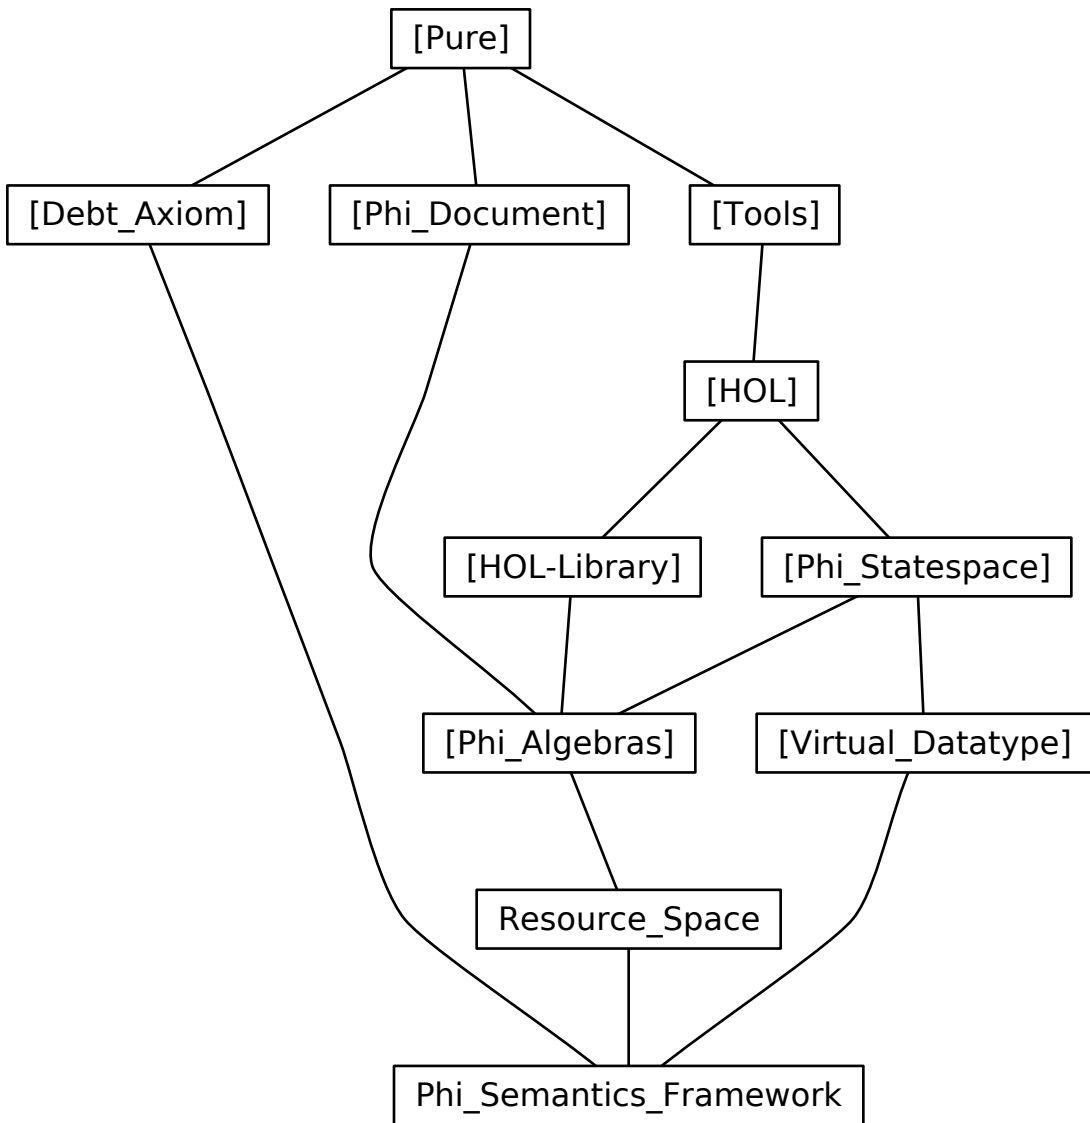 [Pure]
[Debt_Axiom]
[Phi_Document]
[Tools]
[HOL]
[HOL-Library]
[Phi_Statespace]
[Phi_Algebras]
[Virtual_Datatype]
Resource_Space
Phi_Semantics_Framework